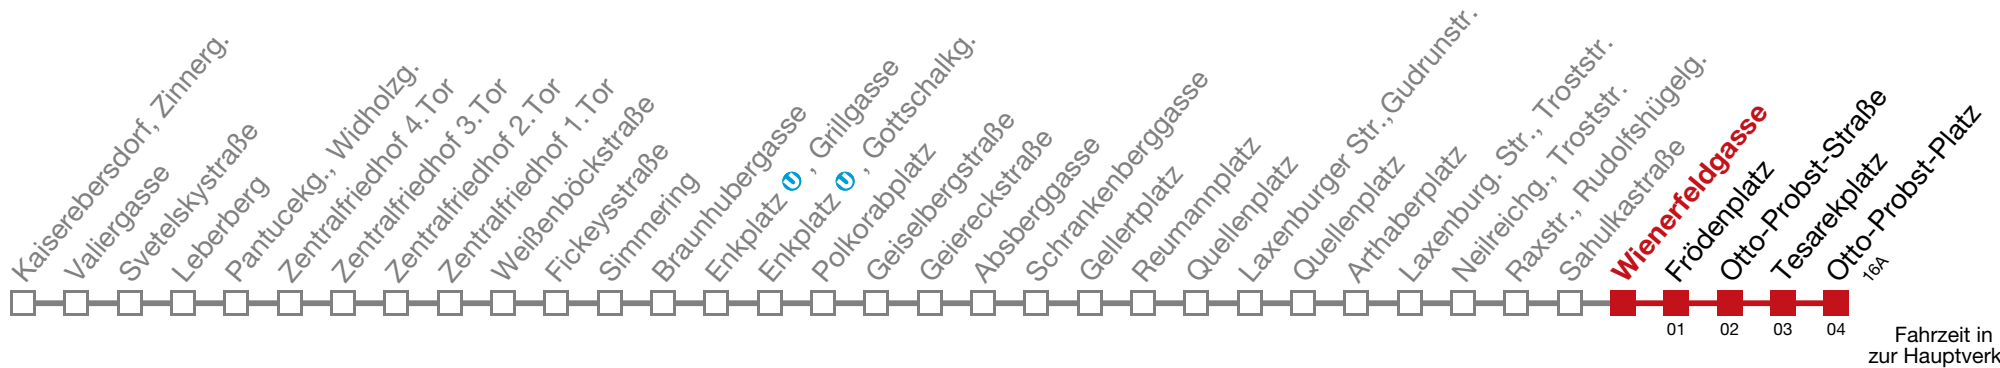 Kaiserebersdorf, Zinnerg.
Valiergasse
Svetelskystraße
Leberberg
Pantucekg., Widholzg.
Zentralfriedhof 4.Tor
Zentralfriedhof 3.Tor
Zentralfriedhof 2.Tor
Zentralfriedhof 1.Tor
Weißenböckstraße
Fickeysstraße
Simmering
Braunhubergasse
Enkplatz U, Grillgasse
Enkplatz U, Gottschalkg.
Polkorabplatz
Geiselbergstraße
Geiereckstraße
Absberggasse
Schrankenberggasse
Gellertplatz
Reumannplatz
Quellenplatz
Laxenburger Str.,Gudrunstr.
Quellenplatz
Arthaberplatz
Laxenburg. Str., Troststr.
Neilreichg., Troststr.
Raxstr., Rudolfshügelg.
Sahulkastraße
Wienerfeldgasse
Frödenplatz
Otto-Probst-Straße
Tesarekplatz
Otto-Probst-Platz
16A
01 02 03 04
Fahrzeit in
zur Hauptverk